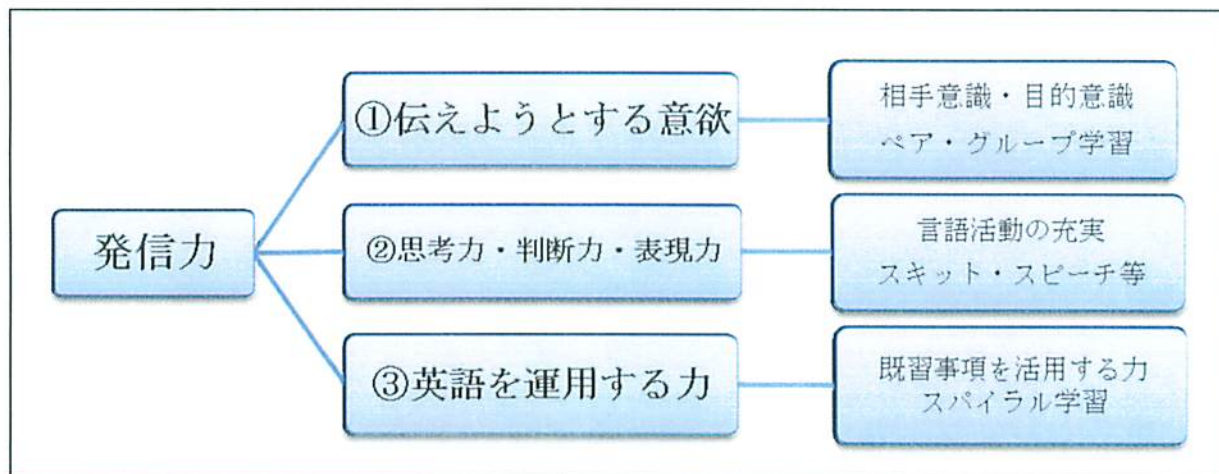 発信力
①伝えようとする意欲
相手意識・目的意識
ペア・グループ学習
②思考力・判断力・表現力
言語活動の充実
スキット・スピーチ等
③英語を運用する力
既習事項を活用する力
スパイラル学習